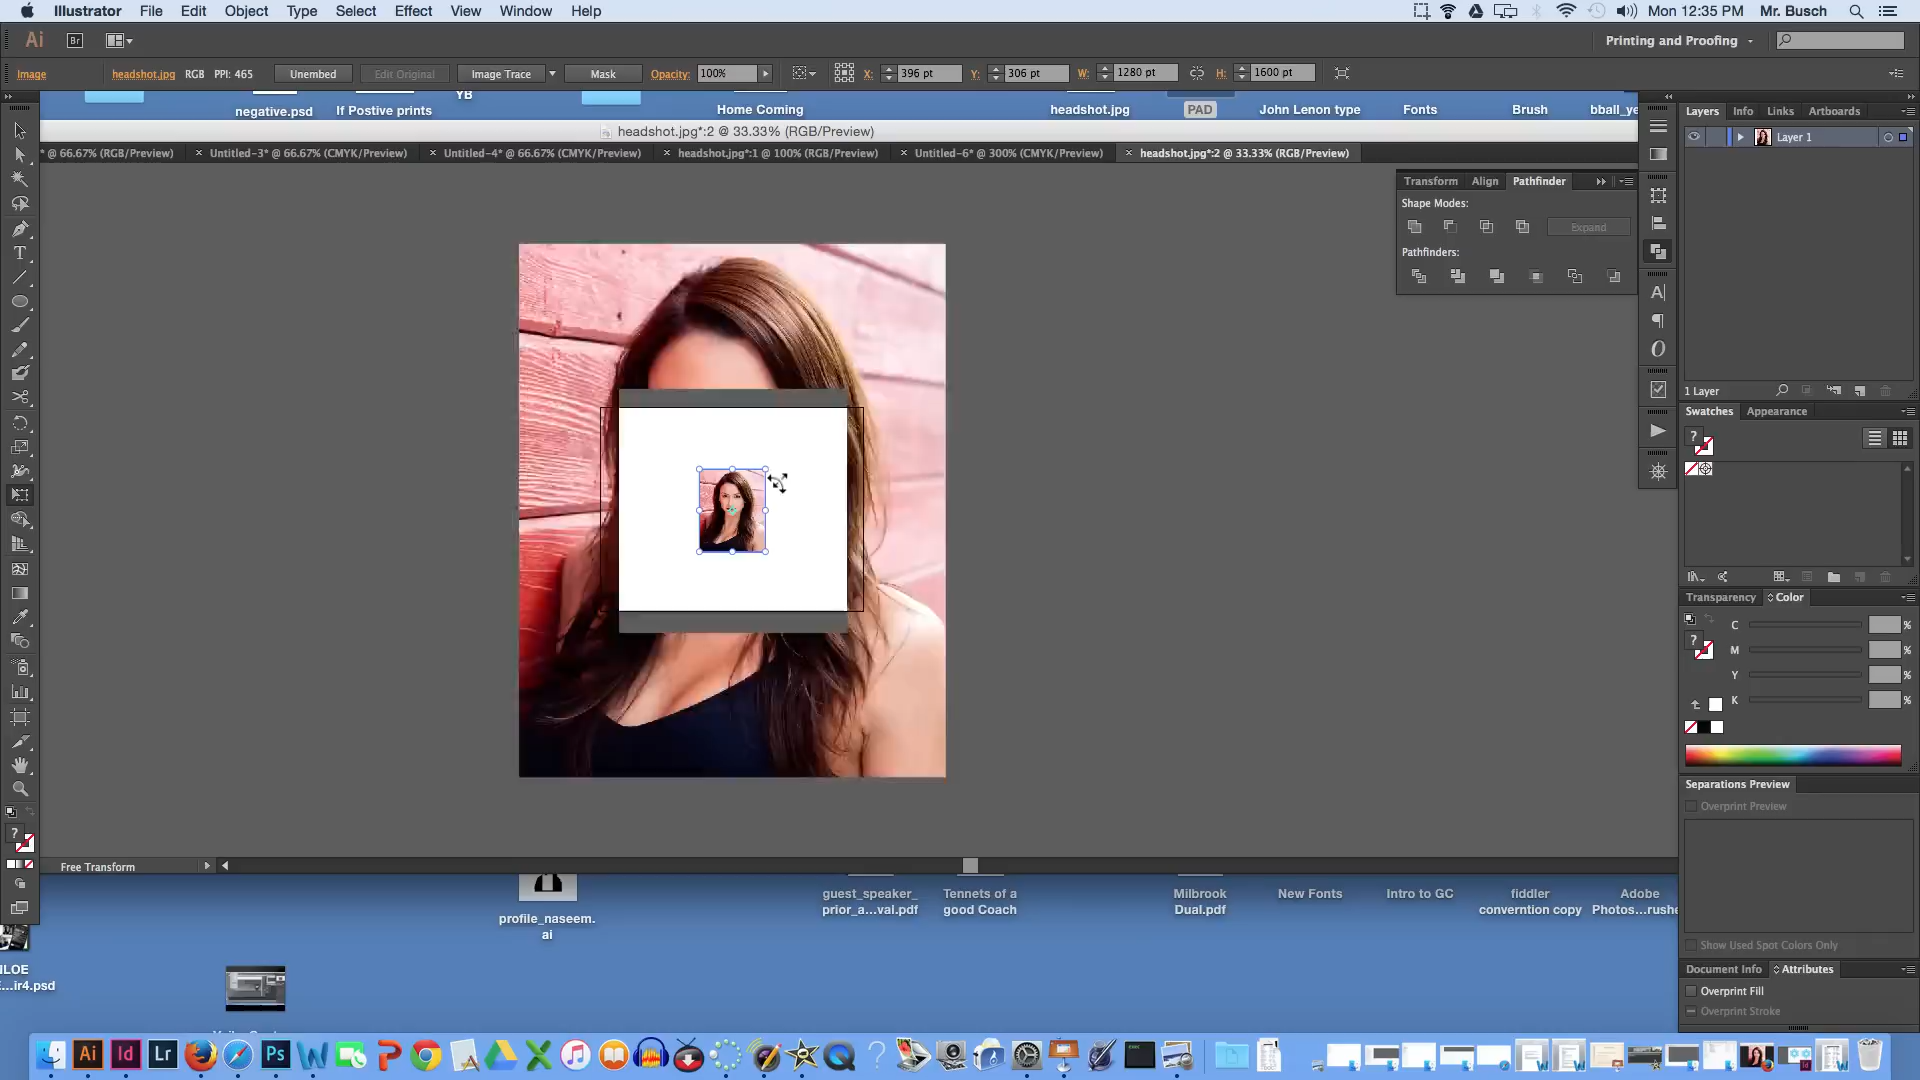 Illustrator File Edit Object Type Select Effect View Window Help
Mon 12:35 PM Mr. Busch
Ai Br
Printing and Proofing
Image headshot.jpg RGB PPI: 465 Unembed Edit Original Image Trace Mask Opacity: 100% X: 396 pt Y: 306 pt W: 1280 pt H: 1600 pt
negative.psd If Postive prints YB Home Coming headshot.jpg PAD John Lenon type Fonts Brush bball_ye
headshot.jpg*:2 @ 33.33% (RGB/Preview)
* @ 66.67% (RGB/Preview) × Untitled-3* @ 66.67% (CMYK/Preview) × Untitled-4* @ 66.67% (CMYK/Preview) × headshot.jpg*:1 @ 100% (RGB/Preview) × Untitled-6* @ 300% (CMYK/Preview) × headshot.jpg*:2 @ 33.33% (RGB/Preview)
Transform Align Pathfinder
Shape Modes:
Expand
Pathfinders:
Layers Info Links Artboards
Layer 1
1 Layer
Swatches Appearance
Transparency Color
C %
M %
Y %
K %
Separations Preview
Overprint Preview
Show Used Spot Colors Only
Document Info Attributes
Overprint Fill
Overprint Stroke
Free Transform
profile_naseem.
ai
guest_speaker_
prior_a...val.pdf
Tennets of a
good Coach
Milbrook
Dual.pdf
New Fonts
Intro to GC
fiddler
converntion copy
Adobe
Photos...rushe
NLOE
E...ir4.psd
Ai Id Lr Ps